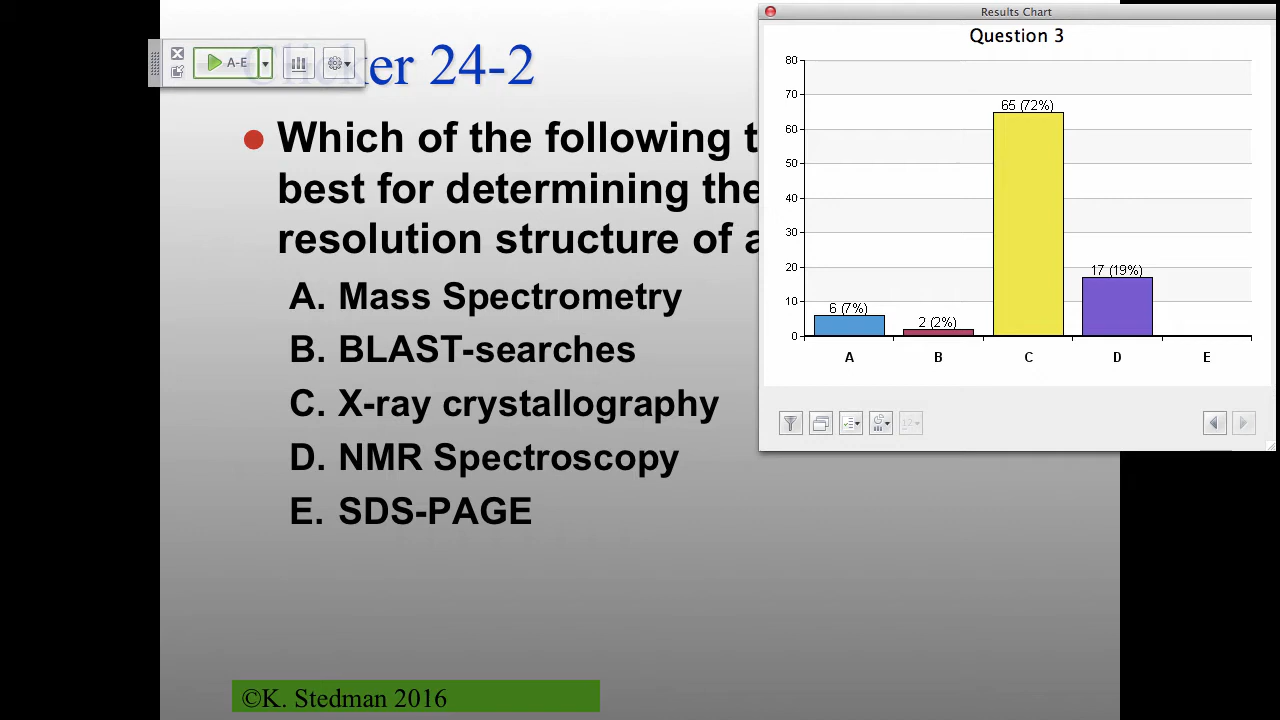 Clicker 24-2
A-E
Which of the following t
best for determining the
resolution structure of a
A. Mass Spectrometry
B. BLAST-searches
C. X-ray crystallography
D. NMR Spectroscopy
E. SDS-PAGE
©K. Stedman 2016
Results Chart
Question 3
80
70
60
50
40
30
20
10
0
6 (7%)
2 (2%)
65 (72%)
17 (19%)
A B C D E
12